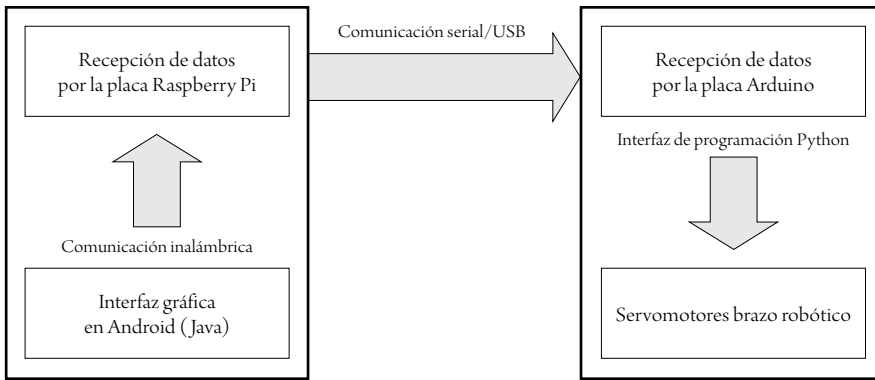 Recepción de datos
por la placa Raspberry Pi
Comunicación inalámbrica
Interfaz gráfica
en Android (Java)
Comunicación serial/USB
Recepción de datos
por la placa Arduino
Interfaz de programación Python
Servomotores brazo robótico